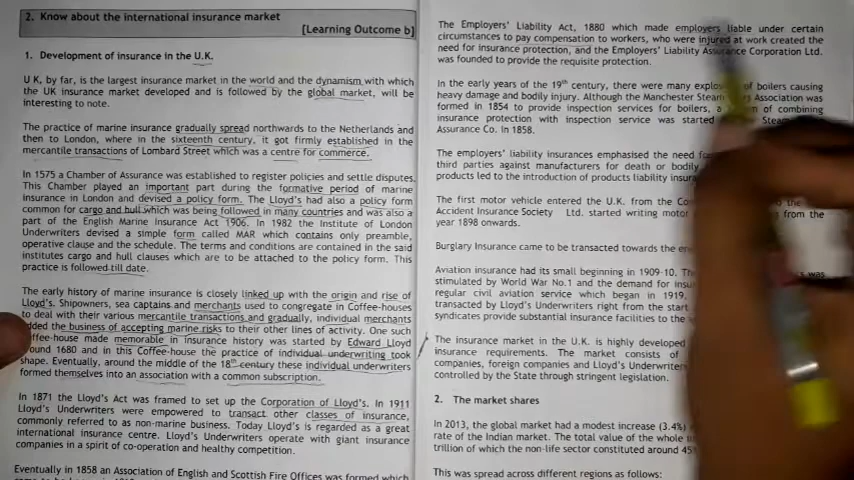 2. Know about the international insurance market
[Learning Outcome b]
1. Development of insurance in the U.K.
UK, by far, is the largest insurance market in the world and the dynamism with which
the UK insurance market developed and is followed by the global market, will be
interesting to note.
The practice of marine insurance gradually spread northwards to the Netherlands and
then to London, where in the sixteenth century, it got firmly established in the
mercantile transactions of Lombard Street which was a centre for commerce.
In 1575 a Chamber of Assurance was established to register policies and settle disputes.
This Chamber played an important part during the formative period of marine
insurance in London and devised a policy form. The Lloyd's had also a policy form
common for cargo and hull which was being followed in many countries and was also a
part of the English Marine Insurance Act 1906. In 1982 the Institute of London
Underwriters devised a simple form called MAR which contains only preamble,
operative clause and the schedule. The terms and conditions are contained in the said
institutes cargo and hull clauses which are to be attached to the policy form. This
practice is followed till date.
The early history of marine insurance is closely linked up with the origin and rise of
Lloyd's. Shipowners, sea captains and merchants used to congregate in Coffee-houses
to deal with their various mercantile transactions and gradually, individual merchants
added the business of accepting marine risks to their other lines of activity. One such
coffee-house made memorable in insurance history was started by Edward Lloyd
around 1680 and in this Coffee-house the practice of individual underwriting took
shape. Eventually, around the middle of the 18th century these individual underwriters
formed themselves into an association with a common subscription.
In 1871 the Lloyd's Act was framed to set up the Corporation of Lloyd's. In 1911
Lloyd's Underwriters were empowered to transact other classes of insurance,
commonly referred to as non-marine business. Today Lloyd's is regarded as a great
international insurance centre. Lloyd's Underwriters operate with giant insurance
companies in a spirit of co-operation and healthy competition.
Eventually in 1858 an Association of English and Scottish Fire Offices was formed which
The Employers' Liability Act, 1880 which made employers liable under certain
circumstances to pay compensation to workers, who were injured at work created the
need for insurance protection, and the Employers' Liability Assurance Corporation Ltd.
was founded to provide the requisite protection.
In the early years of the 19th century, there were many of boilers causing
heavy damage and bodily injury. Although the Manchester Steam Association was
formed in 1854 to provide inspection services for boilers, a of combining
insurance protection with inspection service was started Steam
Assurance Co. in 1858.
The employers' liability insurances emphasised the need
third parties against manufacturers for death or bodily
products led to the introduction of products liability
The first motor vehicle entered the U.K. from the the
Accident Insurance Society Ltd. started writing motor from the
year 1898 onwards.
Burglary Insurance came to be transacted towards the
Aviation insurance had its small beginning in 1909-10. was
stimulated by World War No.1 and the demand for
regular civil aviation service which began in 1919.
transacted by Lloyd's Underwriters right from the start
syndicates provide substantial insurance facilities to the
The insurance market in the U.K. is highly developed
insurance requirements. The market consists of
companies, foreign companies and Lloyd's
controlled by the State through stringent legislation.
2. The market shares
In 2013, the global market had a modest increase (3.4%)
rate of the Indian market. The total value of the whole
trillion of which the non-life sector constituted around
This was spread across different regions as follows: